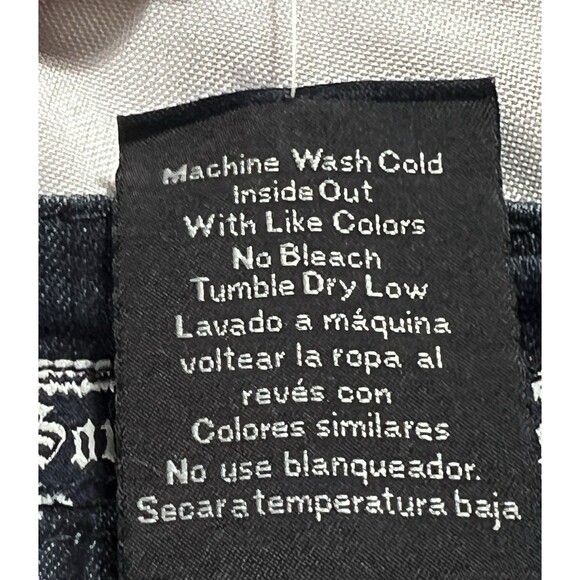 Machine Wash Cold
Inside Out
With Like Colors
No Bleach
Tumble Dry Low
Lavado a máquina
voltear la ropa al
revés con
Colores similares
No use blanqueador.
Secar a temperatura baja